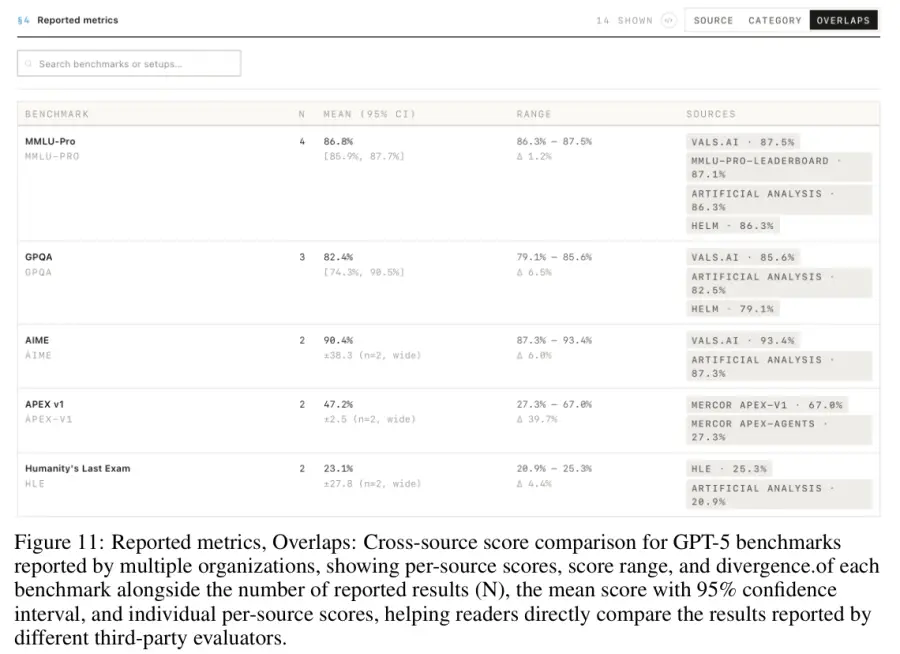 §4 Reported metrics
14 SHOWN </> SOURCE CATEGORY OVERLAPS
Search benchmarks or setups...
BENCHMARK N MEAN (95% CI) RANGE SOURCES
MMLU-Pro 4 86.8% 86.3% – 87.5% VALS.AI · 87.5%
MMLU-PRO [85.9%, 87.7%] Δ 1.2% MMLU-PRO-LEADERBOARD ·
87.1%
ARTIFICIAL ANALYSIS ·
86.3%
HELM · 86.3%
GPQA 3 82.4% 79.1% – 85.6% VALS.AI · 85.6%
GPQA [74.3%, 90.5%] Δ 6.5% ARTIFICIAL ANALYSIS ·
82.5%
HELM · 79.1%
AIME 2 90.4% 87.3% – 93.4% VALS.AI · 93.4%
AIME ±38.3 (n=2, wide) Δ 6.0% ARTIFICIAL ANALYSIS ·
87.3%
APEX v1 2 47.2% 27.3% – 67.0% MERCOR APEX-V1 · 67.0%
APEX-V1 ±2.5 (n=2, wide) Δ 39.7% MERCOR APEX-AGENTS ·
27.3%
Humanity's Last Exam 2 23.1% 20.9% – 25.3% HLE · 25.3%
HLE ±27.8 (n=2, wide) Δ 4.4% ARTIFICIAL ANALYSIS ·
20.9%
Figure 11: Reported metrics, Overlaps: Cross-source score comparison for GPT-5 benchmarks
reported by multiple organizations, showing per-source scores, score range, and divergence.of each
benchmark alongside the number of reported results (N), the mean score with 95% confidence
interval, and individual per-source scores, helping readers directly compare the results reported by
different third-party evaluators.